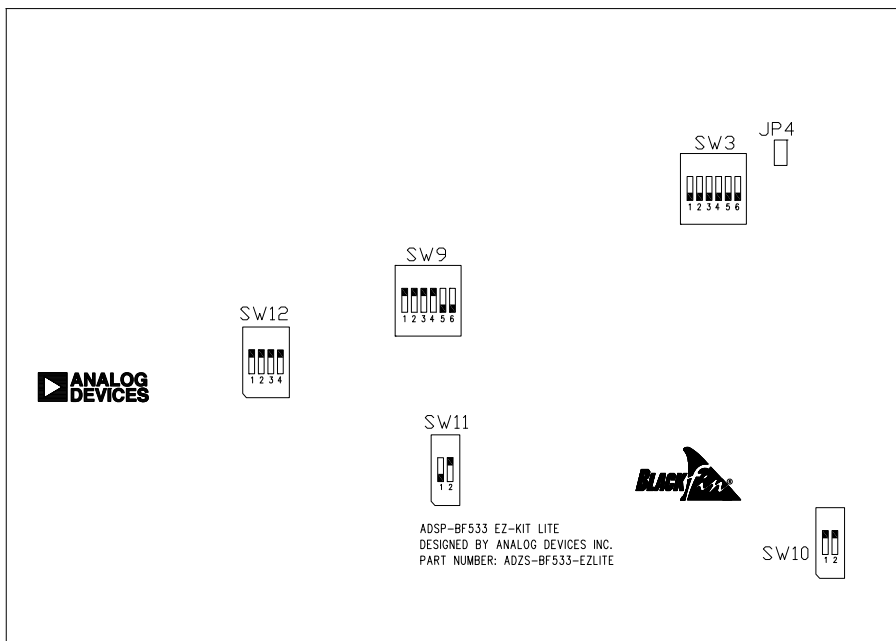 JP4
SW3
1 2 3 4 5 6
SW9
1 2 3 4 5 6
SW12
1 2 3 4
ANALOG
DEVICES
SW11
1 2
BLACKfin®
ADSP-BF533 EZ-KIT LITE
DESIGNED BY ANALOG DEVICES INC.
PART NUMBER: ADZS-BF533-EZLITE
SW10
1 2